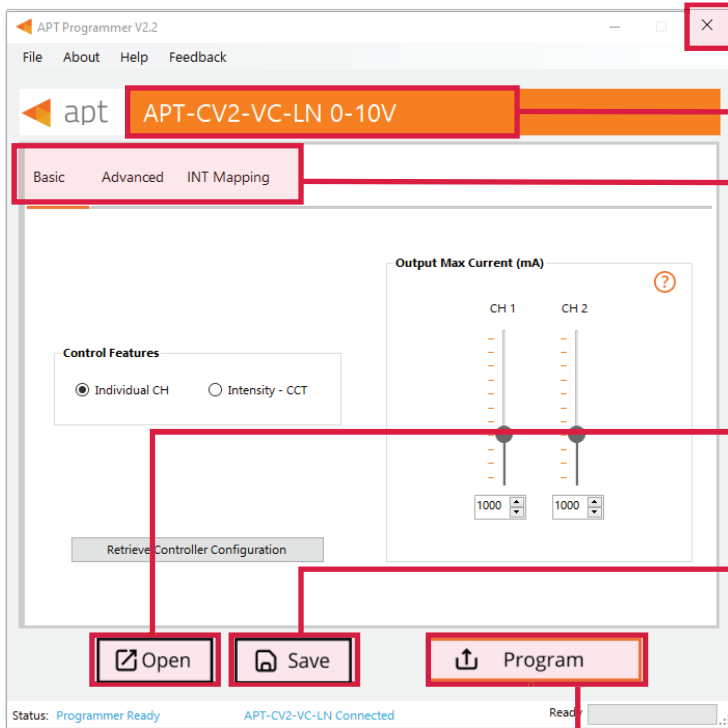 APT Programmer V2.2
File About Help Feedback
apt APT-CV2-VC-LN 0-10V
Basic Advanced INT Mapping
Output Max Current (mA)
?
CH 1 CH 2
Control Features
Individual CH Intensity - CCT
1000 1000
Retrieve Controller Configuration
Open Save Program
Status: Programmer Ready APT-CV2-VC-LN Connected Ready